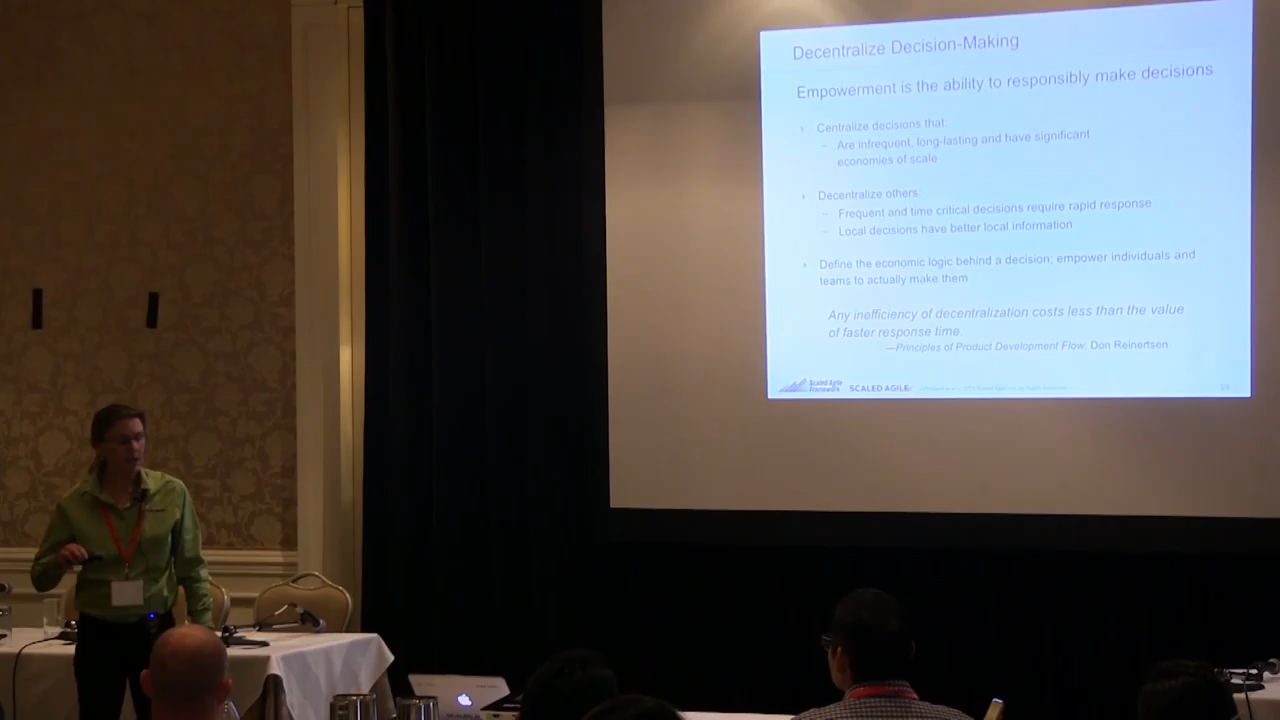 Decentralize Decision-Making
Empowerment is the ability to responsibly make decisions
› Centralize decisions that:
– Are infrequent, long-lasting and have significant
economies of scale
› Decentralize others:
– Frequent and time critical decisions require rapid response
– Local decisions have better local information
› Define the economic logic behind a decision; empower individuals and
teams to actually make them
Any inefficiency of decentralization costs less than the value
of faster response time.
—Principles of Product Development Flow, Don Reinertsen
Scaled Agile
Framework
SCALED AGILE